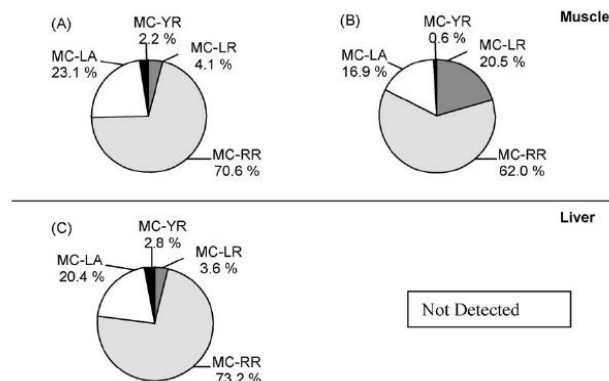 (A)
MC-YR
2.2 %
MC-LA
23.1 %
MC-LR
4.1 %
MC-RR
70.6 %
(B)
MC-YR
0.6 %
Muscle
MC-LA
16.9 %
MC-LR
20.5 %
MC-RR
62.0 %
Liver
(C)
MC-YR
2.8 %
MC-LA
20.4 %
MC-LR
3.6 %
MC-RR
73.2 %
Not Detected